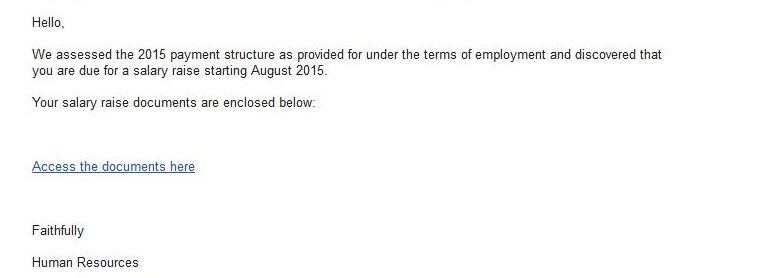 Hello,
We assessed the 2015 payment structure as provided for under the terms of employment and discovered that
you are due for a salary raise starting August 2015.
Your salary raise documents are enclosed below:
Access the documents here
Faithfully
Human Resources